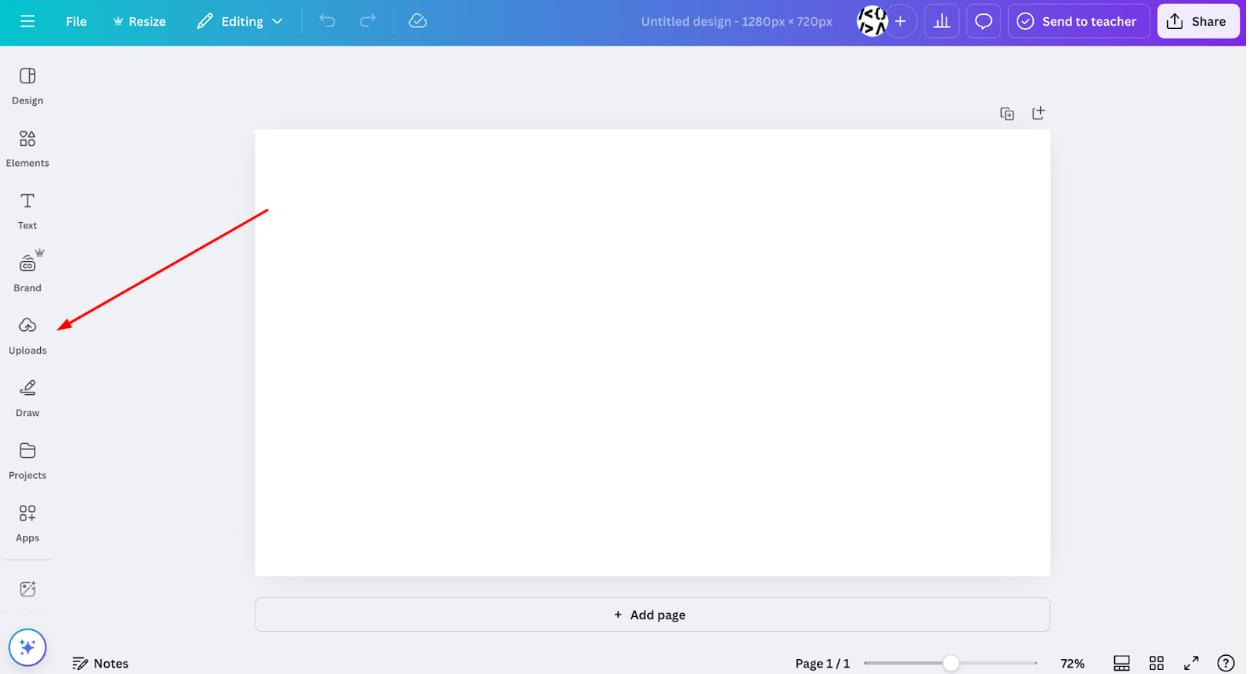 File
Resize
Editing
Untitled design - 1280px × 720px
Send to teacher
Share
Design
Elements
Text
Brand
Uploads
Draw
Projects
Apps
+ Add page
Notes
Page 1 / 1
72%